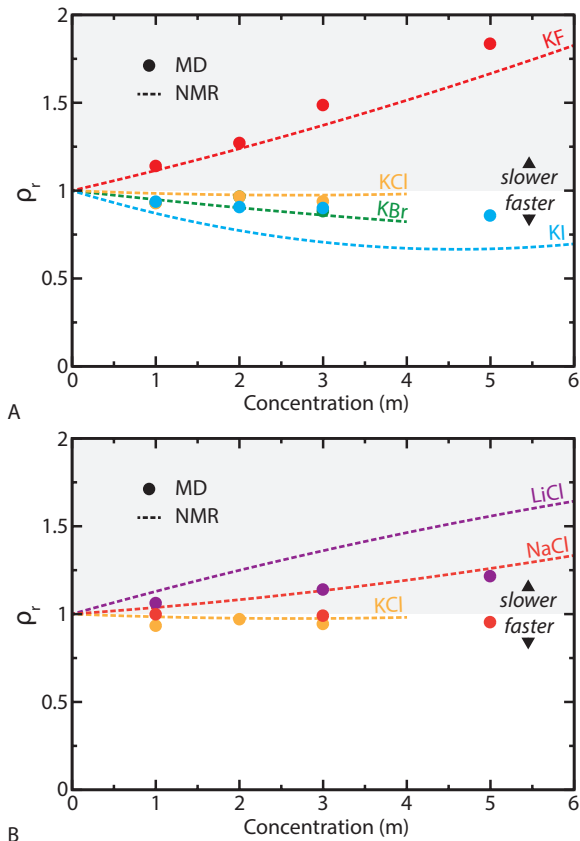 2
KF
MD
NMR
1.5
KCl
slower
1
ρr
faster
KBr
KI
0.5
0
0 1 2 3 4 5 6
Concentration (m)
A
2
MD
LiCl
NMR
1.5
NaCl
KCl
slower
1
ρr
faster
0.5
0
0 1 2 3 4 5 6
Concentration (m)
B